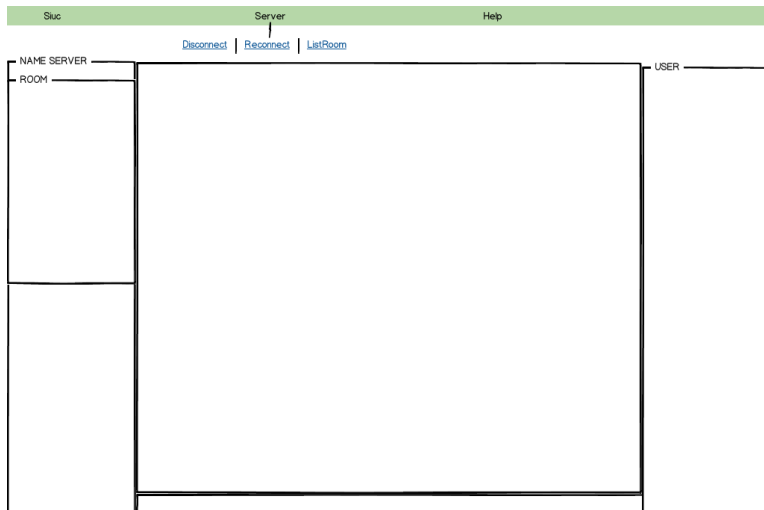 Siuc Server Help
Disconnect Reconnect ListRoom
NAME SERVER
USER
ROOM